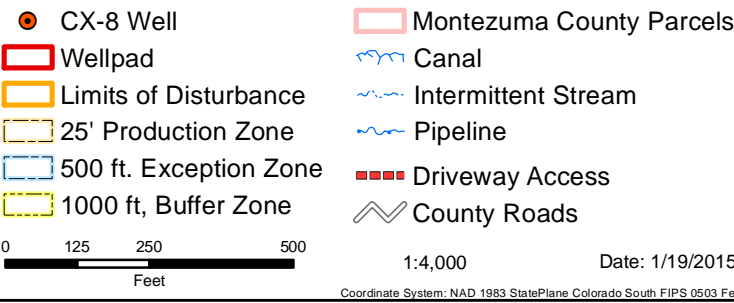 CX-8 Well
Wellpad
Limits of Disturbance
25' Production Zone
500 ft. Exception Zone
1000 ft, Buffer Zone
Montezuma County Parcels
Canal
Intermittent Stream
Pipeline
Driveway Access
County Roads
0 125 250 500
Feet
1:4,000 Date: 1/19/2015
Coordinate System: NAD 1983 StatePlane Colorado South FIPS 0503 Fe